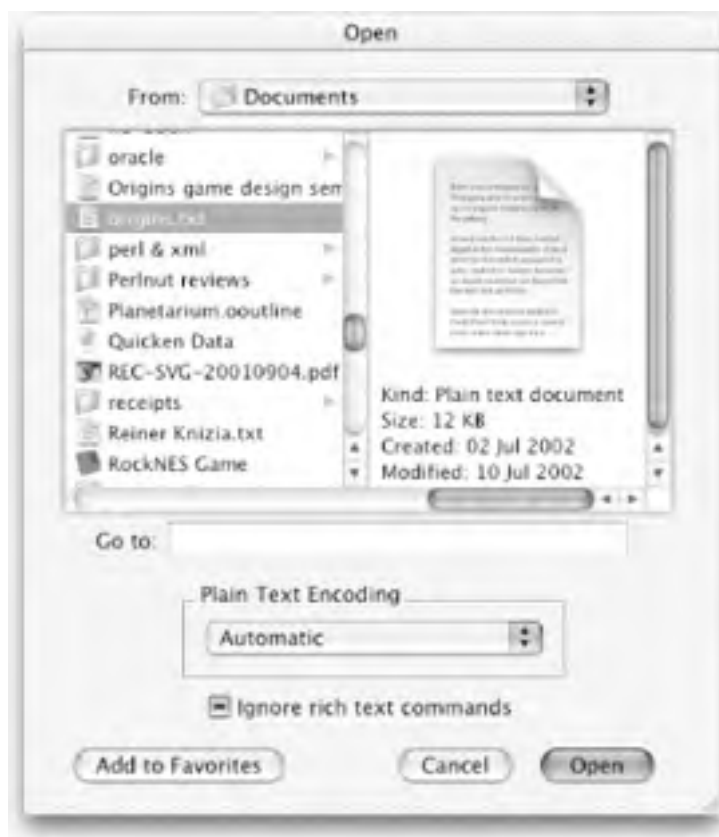 Open
From: Documents
oracle
Origins game design sem
origins.txt
perl & xml
Perlnut reviews
Planetarium.ooutline
Quicken Data
REC-SVG-20010904.pdf
receipts
Reiner Knizia.txt
RockNES Game
Kind: Plain text document
Size: 12 KB
Created: 02 Jul 2002
Modified: 10 Jul 2002
Go to:
Plain Text Encoding
Automatic
Ignore rich text commands
Add to Favorites
Cancel
Open